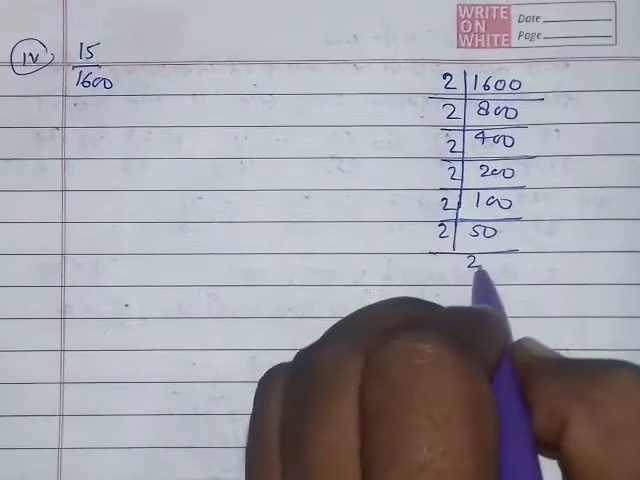 WRITE
ON
WHITE
Date
Page
IV
15
1600
2 | 1600
2 | 800
2 | 400
2 | 200
2 | 100
2 | 50
2